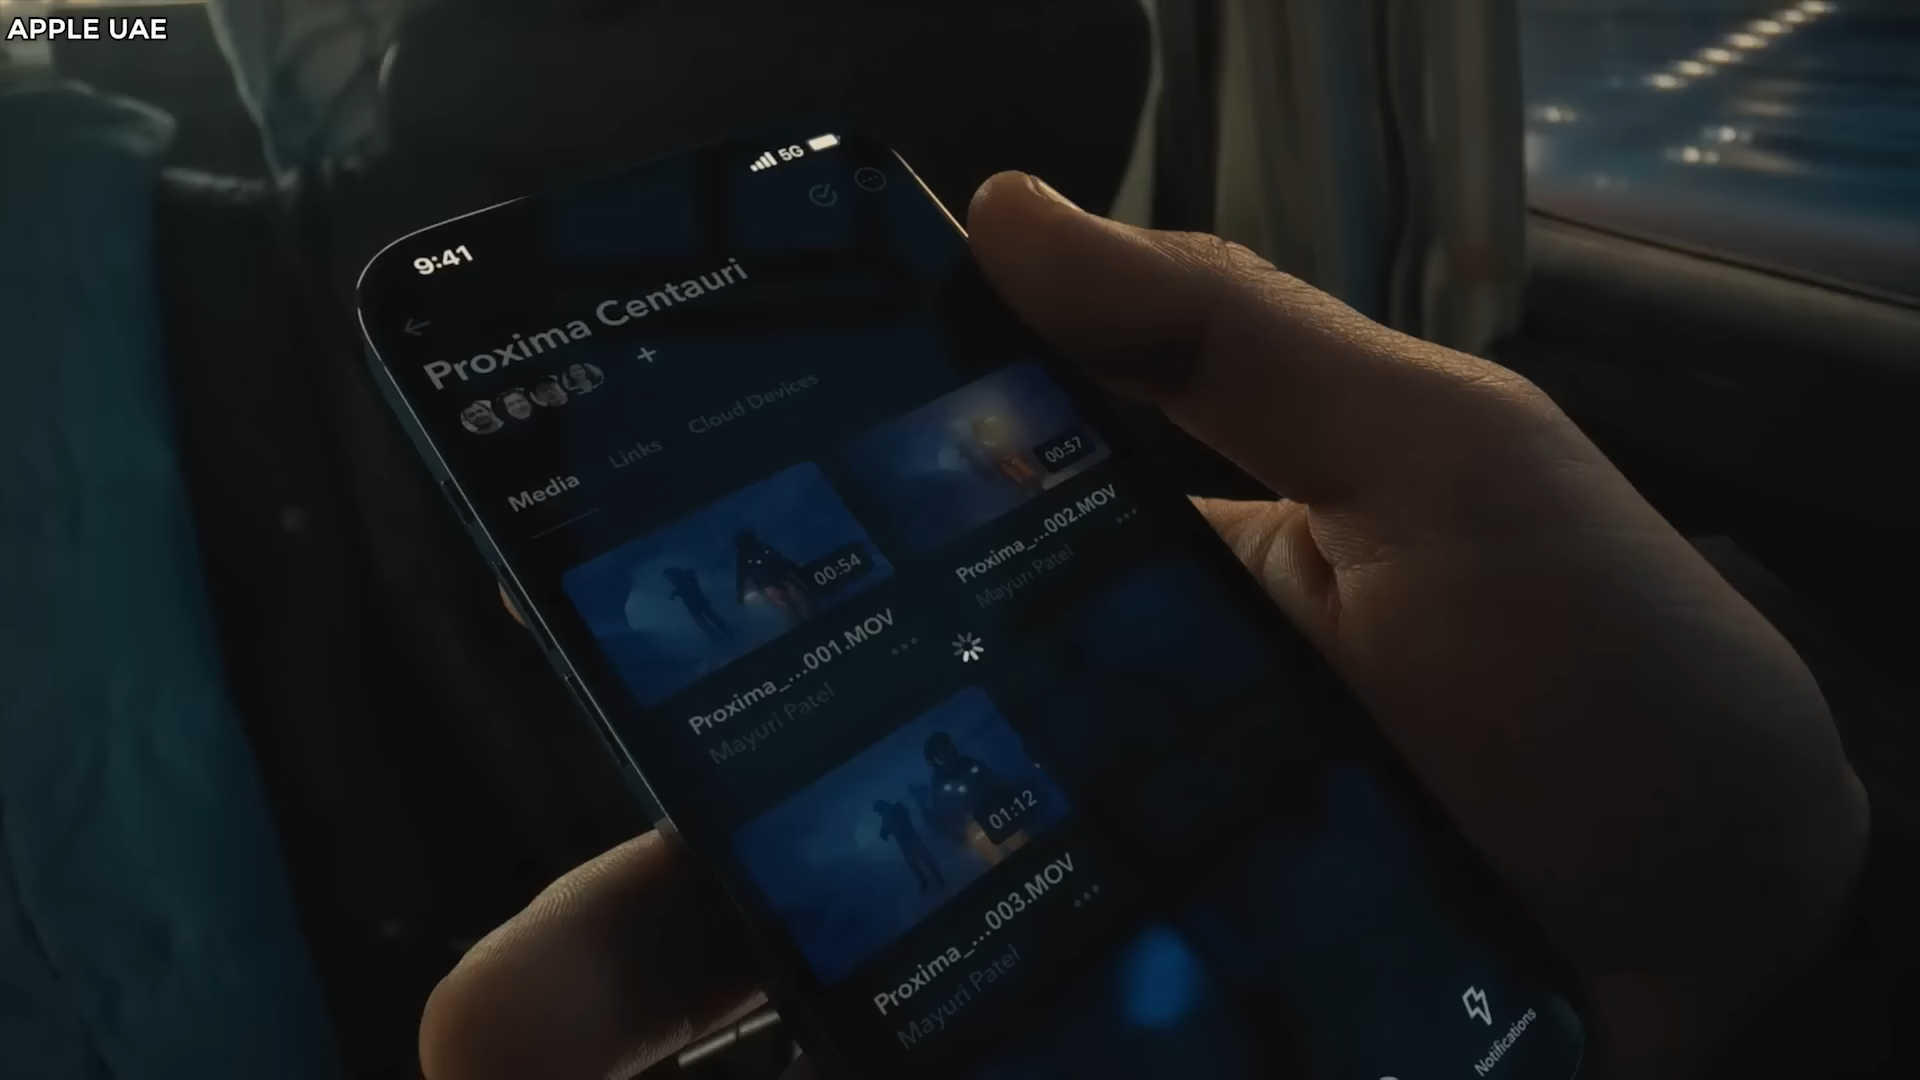 APPLE UAE
5G
9:41
Proxima Centauri
Media
Links
Cloud Devices
00:54
00:57
Proxima_...001.MOV
Mayuri Patel
Proxima_...002.MOV
Mayuri Patel
01:12
Proxima_...003.MOV
Mayuri Patel
Notifications